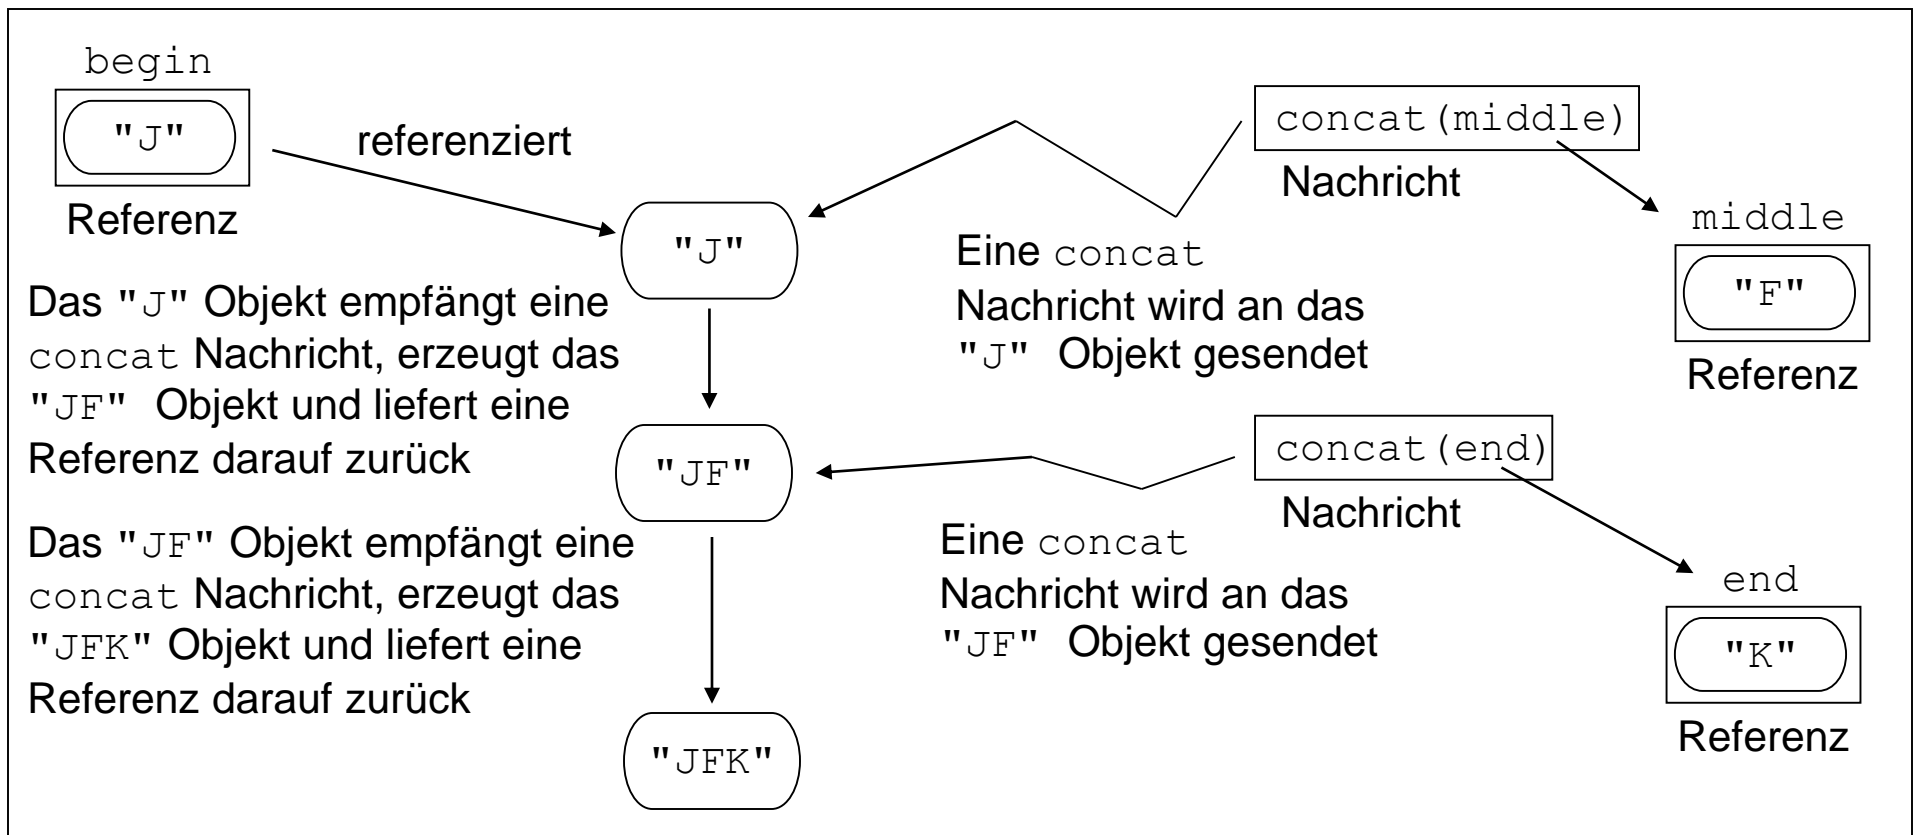 begin
"J"
Referenz
referenziert
"J"
concat(middle)
Nachricht
middle
"F"
Referenz
Das "J" Objekt empfängt eine
concat Nachricht, erzeugt das
"JF" Objekt und liefert eine
Referenz darauf zurück
Eine concat
Nachricht wird an das
"J" Objekt gesendet
"JF"
concat(end)
Nachricht
end
"K"
Referenz
Das "JF" Objekt empfängt eine
concat Nachricht, erzeugt das
"JFK" Objekt und liefert eine
Referenz darauf zurück
Eine concat
Nachricht wird an das
"JF" Objekt gesendet
"JFK"